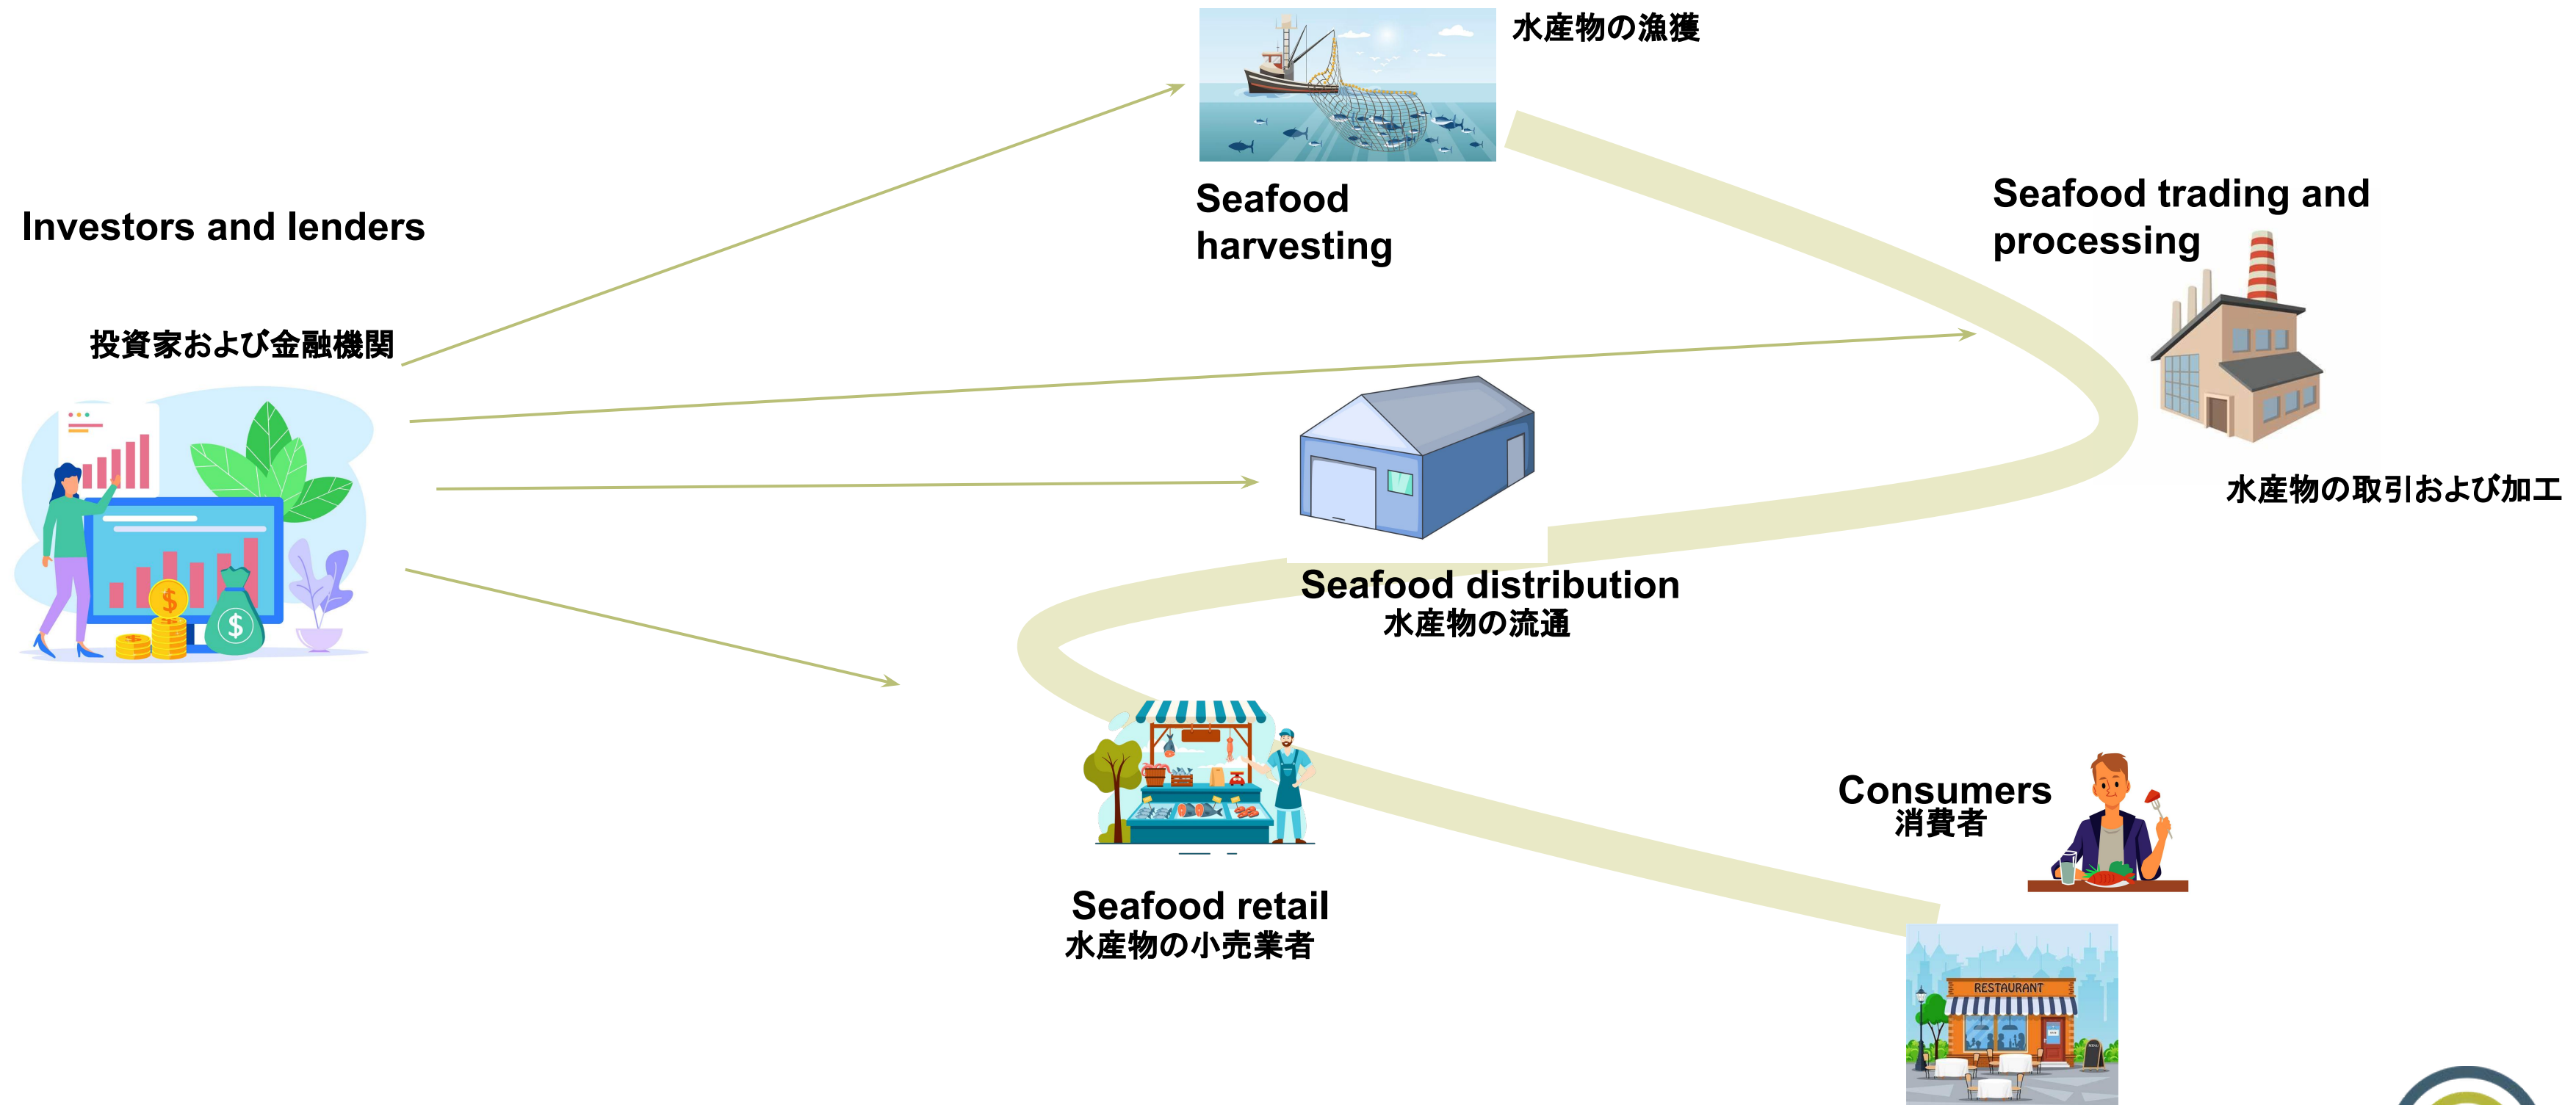 水産物の漁獲
Seafood
harvesting
Seafood trading and
processing
水産物の取引および加工
Investors and lenders
投資家および金融機関
Seafood distribution
水産物の流通
Seafood retail
水産物の小売業者
Consumers
消費者
RESTAURANT